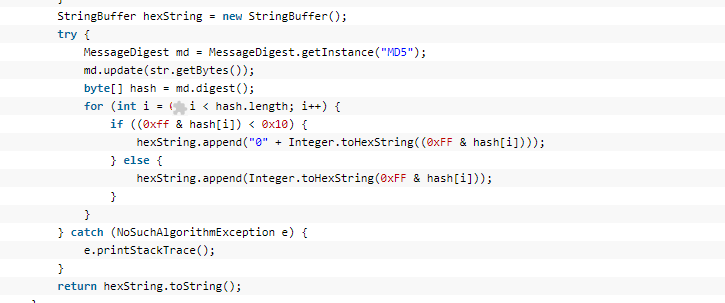 StringBuffer hexString = new StringBuffer();
try {
MessageDigest md = MessageDigest.getInstance("MD5");
md.update(str.getBytes());
byte[] hash = md.digest();
for (int i = i < hash.length; i++) {
if ((0xff & hash[i]) < 0x10) {
hexString.append("0" + Integer.toHexString((0xFF & hash[i])));
} else {
hexString.append(Integer.toHexString(0xFF & hash[i]));
}
}
} catch (NoSuchAlgorithmException e) {
e.printStackTrace();
}
return hexString.toString();